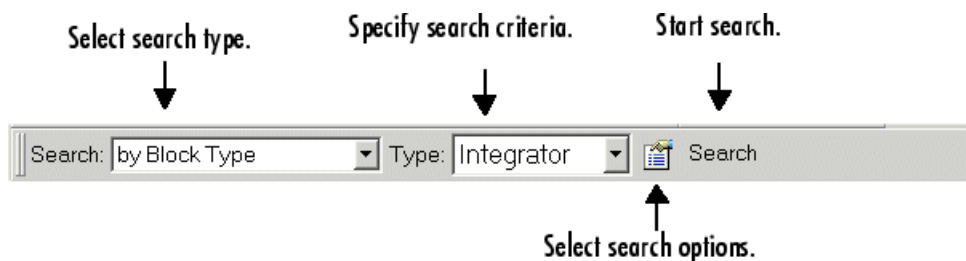 Select search type.
Specify search criteria.
Start search.
Search: by Block Type Type: Integrator Search
Select search options.